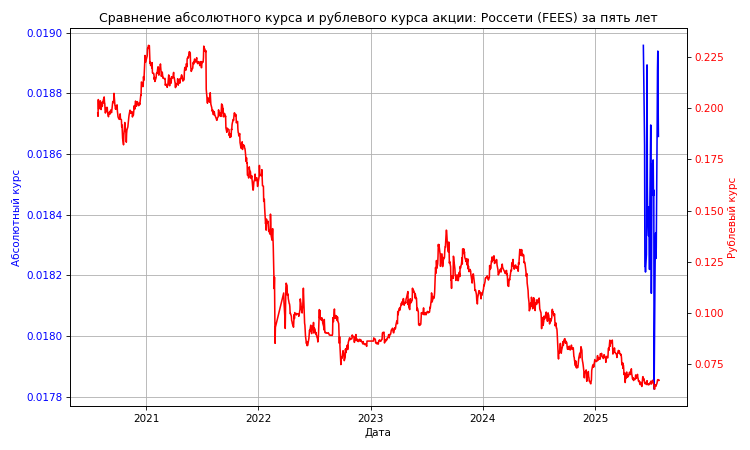 Сравнение абсолютного курса и рублевого курса акции: Россети (FEES) за пять лет
0.0190
0.0188
0.0186
0.0184
0.0182
0.0180
0.0178
Абсолютный курс
0.225
0.200
0.175
0.150
0.125
0.100
0.075
Рублевый курс
2021 2022 2023 2024 2025
Дата